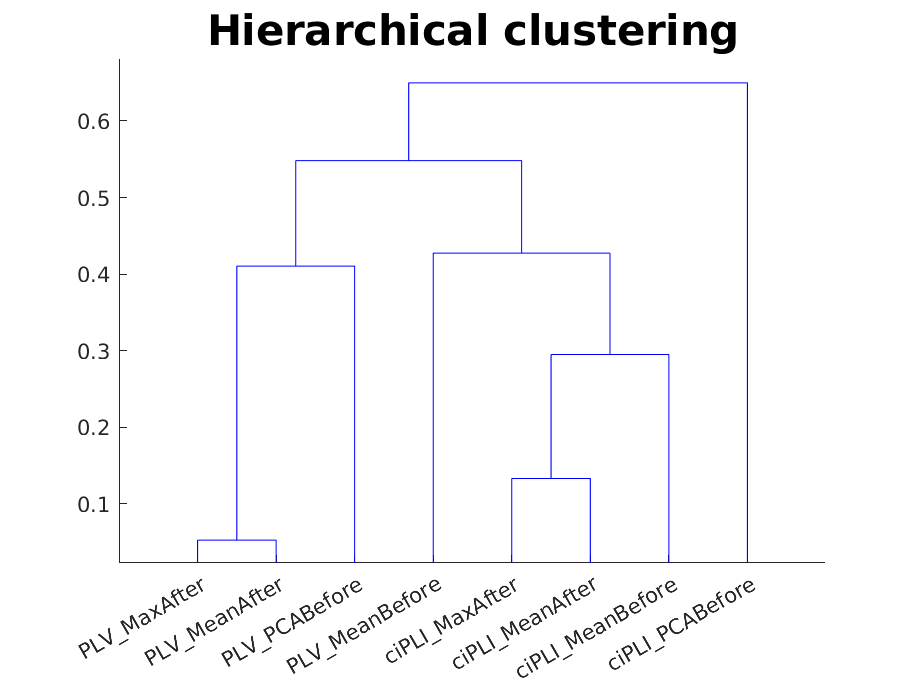 Hierarchical clustering
0.6
0.5
0.4
0.3
0.2
0.1
PLV_MaxAfter
PLV_MeanAfter
PLV_PCABefore
PLV_MeanBefore
ciPLI_MaxAfter
ciPLI_MeanAfter
ciPLI_MeanBefore
ciPLI_PCABefore